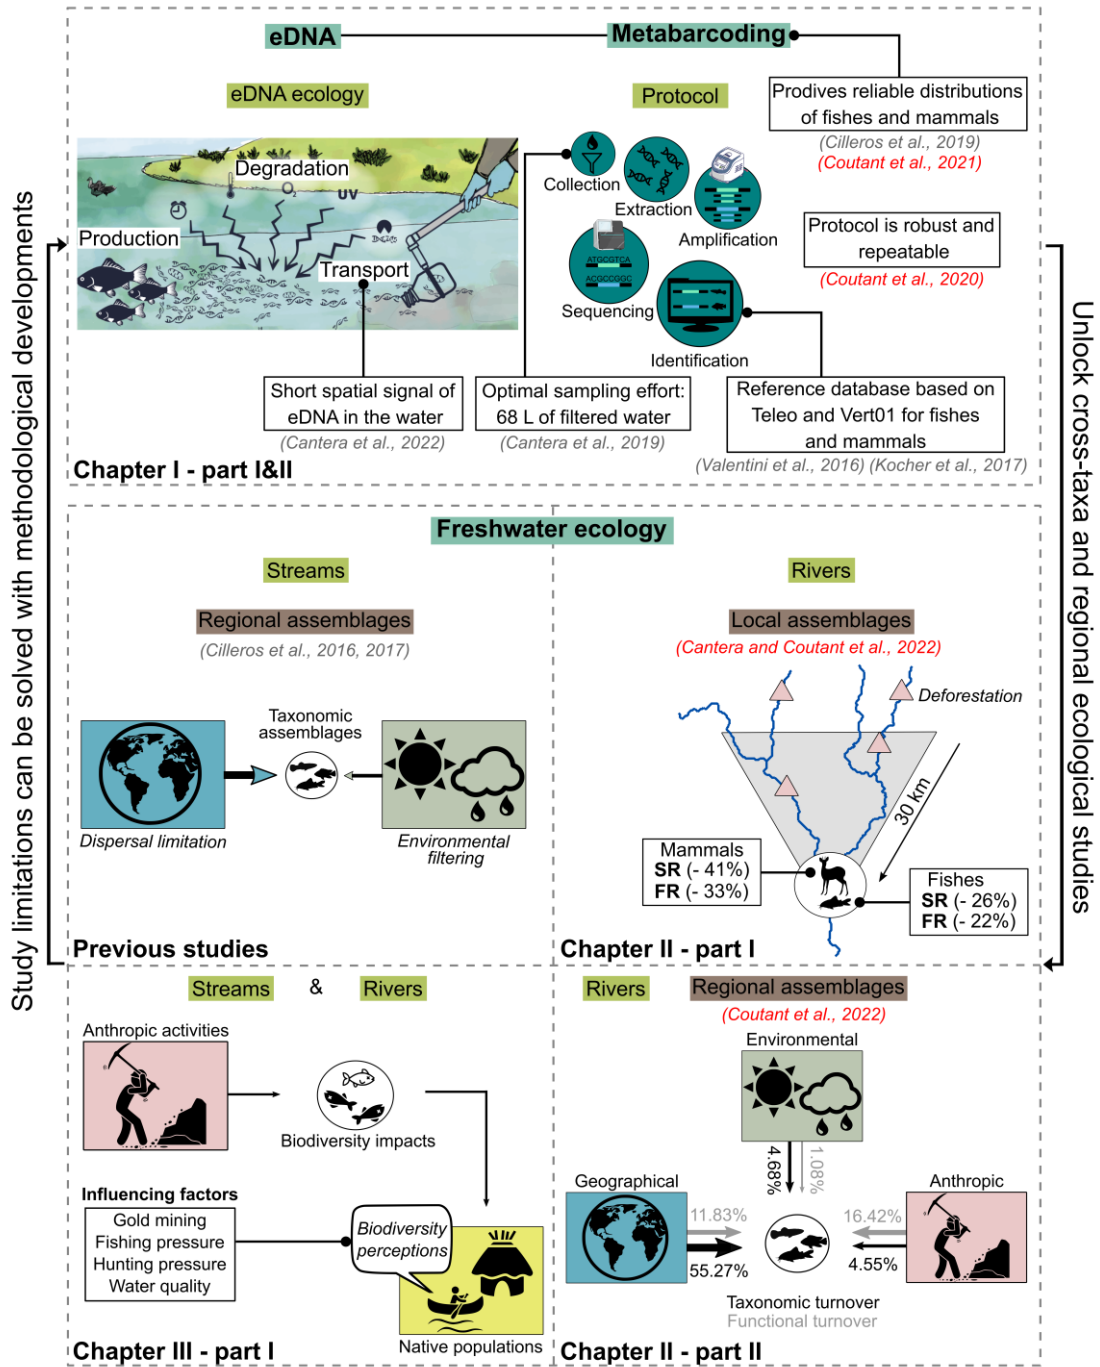 eDNA
Metabarcoding
eDNA ecology
Protocol
Prodives reliable distributions
of fishes and mammals
(Cilleros et al., 2019)
(Coutant et al., 2021)
Degradation
O2
UV
Production
Transport
Collection
Extraction
Amplification
ATGCGTCA
ACGCCGGC
Sequencing
Identification
Protocol is robust and
repeatable
(Coutant et al., 2020)
Short spatial signal of
eDNA in the water
(Cantera et al., 2022)
Optimal sampling effort:
68 L of filtered water
(Cantera et al., 2019)
Reference database based on
Teleo and Vert01 for fishes
and mammals
(Valentini et al., 2016) (Kocher et al., 2017)
Chapter I - part I&II
Study limitations can be solved with methodological developments
Unlock cross-taxa and regional ecological studies
Freshwater ecology
Streams
Regional assemblages
(Cilleros et al., 2016, 2017)
Taxonomic
assemblages
Dispersal limitation
Environmental
filtering
Previous studies
Rivers
Local assemblages
(Cantera and Coutant et al., 2022)
Deforestation
30 km
Mammals
SR (- 41%)
FR (- 33%)
Fishes
SR (- 26%)
FR (- 22%)
Chapter II - part I
Streams & Rivers
Anthropic activities
Biodiversity impacts
Influencing factors
Gold mining
Fishing pressure
Hunting pressure
Water quality
Biodiversity
perceptions
Native populations
Chapter III - part I
Rivers
Regional assemblages
(Coutant et al., 2022)
Environmental
4.68%
1.08%
Geographical
11.83%
55.27%
Anthropic
16.42%
4.55%
Taxonomic turnover
Functional turnover
Chapter II - part II